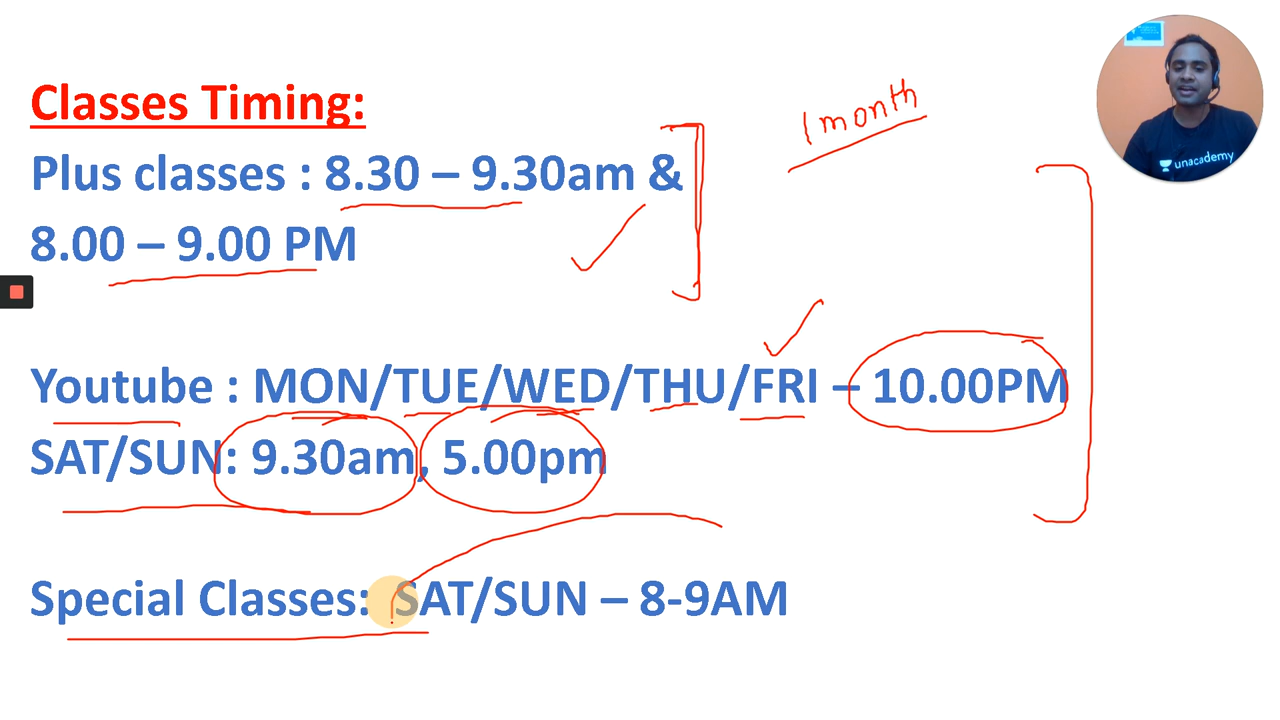 Classes Timing:
1 month
unacademy
Plus classes : 8.30 – 9.30am &
8.00 – 9.00 PM
Youtube : MON/TUE/WED/THU/FRI – 10.00PM
SAT/SUN: 9.30am, 5.00pm
Special Classes: SAT/SUN – 8-9AM